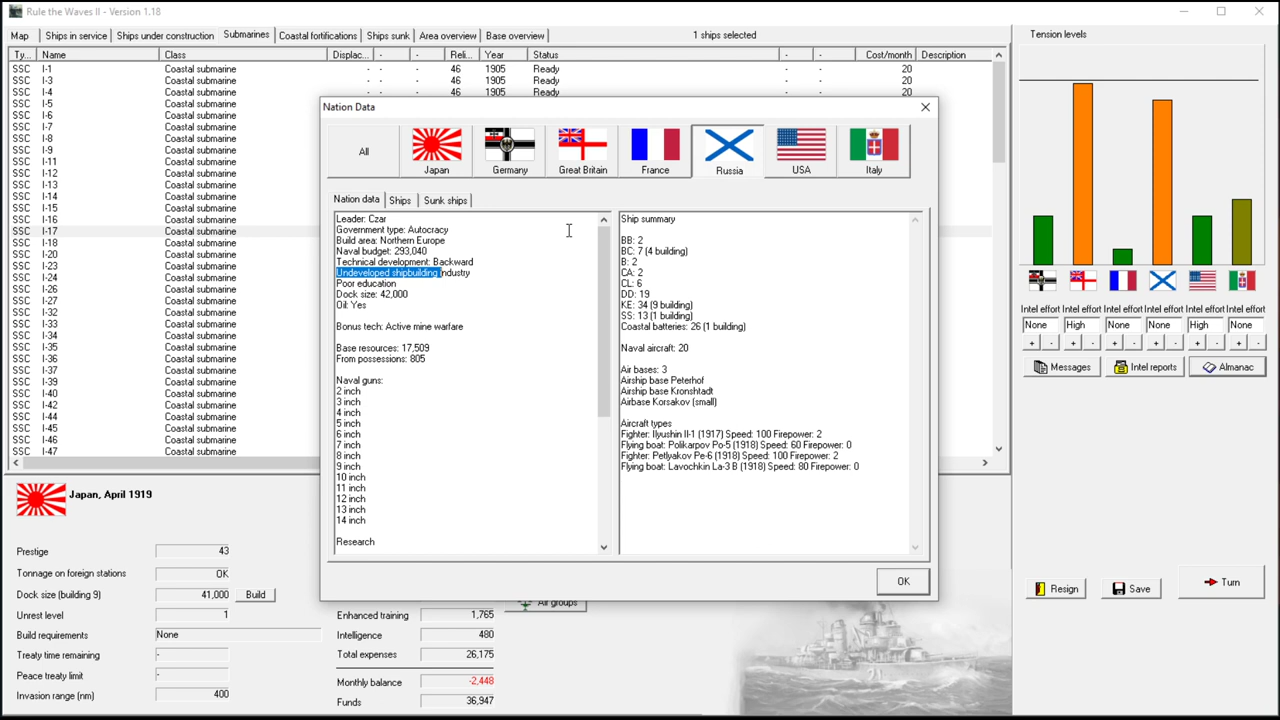 Rule the Waves II - Version 1.18
Map Ships in service Ships under construction Submarines Coastal fortifications Ships sunk Area overview Base overview 1 ships selected
Ty... Name Class Displac... - - Reli... Year Status - - Cost/month Description
SSC I-1 Coastal submarine - - 46 1905 Ready - - 20
SSC I-3 Coastal submarine - - 46 1905 Ready - - 20
SSC I-4 Coastal submarine - - 46 1905 Ready - - 20
SSC I-5 Coastal submarine
SSC I-6 Coastal submarine
SSC I-7 Coastal submarine
SSC I-8 Coastal submarine
SSC I-9 Coastal submarine
SSC I-11 Coastal submarine
SSC I-12 Coastal submarine
SSC I-13 Coastal submarine
SSC I-14 Coastal submarine
SSC I-15 Coastal submarine
SSC I-16 Coastal submarine
SSC I-17 Coastal submarine
SSC I-18 Coastal submarine
SSC I-20 Coastal submarine
SSC I-23 Coastal submarine
SSC I-24 Coastal submarine
SSC I-26 Coastal submarine
SSC I-27 Coastal submarine
SSC I-32 Coastal submarine
SSC I-33 Coastal submarine
SSC I-34 Coastal submarine
SSC I-35 Coastal submarine
SSC I-36 Coastal submarine
SSC I-37 Coastal submarine
SSC I-39 Coastal submarine
SSC I-40 Coastal submarine
SSC I-42 Coastal submarine
SSC I-44 Coastal submarine
SSC I-45 Coastal submarine
SSC I-46 Coastal submarine
SSC I-47 Coastal submarine
Nation Data
All Japan Germany Great Britain France Russia USA Italy
Nation data Ships Sunk ships
Leader: Czar
Government type: Autocracy
Build area: Northern Europe
Naval budget: 293,040
Technical development: Backward
Undeveloped shipbuilding industry
Poor education
Dock size: 42,000
Oil: Yes
Bonus tech: Active mine warfare
Base resources: 17,509
From possessions: 805
Naval guns:
2 inch
3 inch
4 inch
5 inch
6 inch
7 inch
8 inch
9 inch
10 inch
11 inch
12 inch
13 inch
14 inch
Research
Ship summary
BB: 2
BC: 7 (4 building)
B: 2
CA: 2
CL: 6
DD: 19
KE: 34 (9 building)
SS: 13 (1 building)
Coastal batteries: 26 (1 building)
Naval aircraft: 20
Air bases: 3
Airship base Peterhof
Airship base Kronshtadt
Airbase Korsakov (small)
Aircraft types
Fighter: Ilyushin Il-1 (1917) Speed: 100 Firepower: 2
Flying boat: Polikarpov Po-5 (1918) Speed: 60 Firepower: 0
Fighter: Petlyakov Pe-6 (1918) Speed: 100 Firepower: 2
Flying boat: Lavochkin La-3 B (1918) Speed: 80 Firepower: 0
OK
Tension levels
Intel effort Intel effort Intel effort Intel effort Intel effort Intel effort
None High None None High None
+ - + - + - + - + - + -
Messages Intel reports Almanac
Resign Save Turn
Japan, April 1919
Prestige 43
Tonnage on foreign stations OK
Dock size (building 9) 41,000 Build
Unrest level 1
Build requirements None
Treaty time remaining -
Peace treaty limit -
Invasion range (nm) 400
Air groups
Enhanced training 1,765
Intelligence 480
Total expenses 26,175
Monthly balance -2,448
Funds 36,947
71